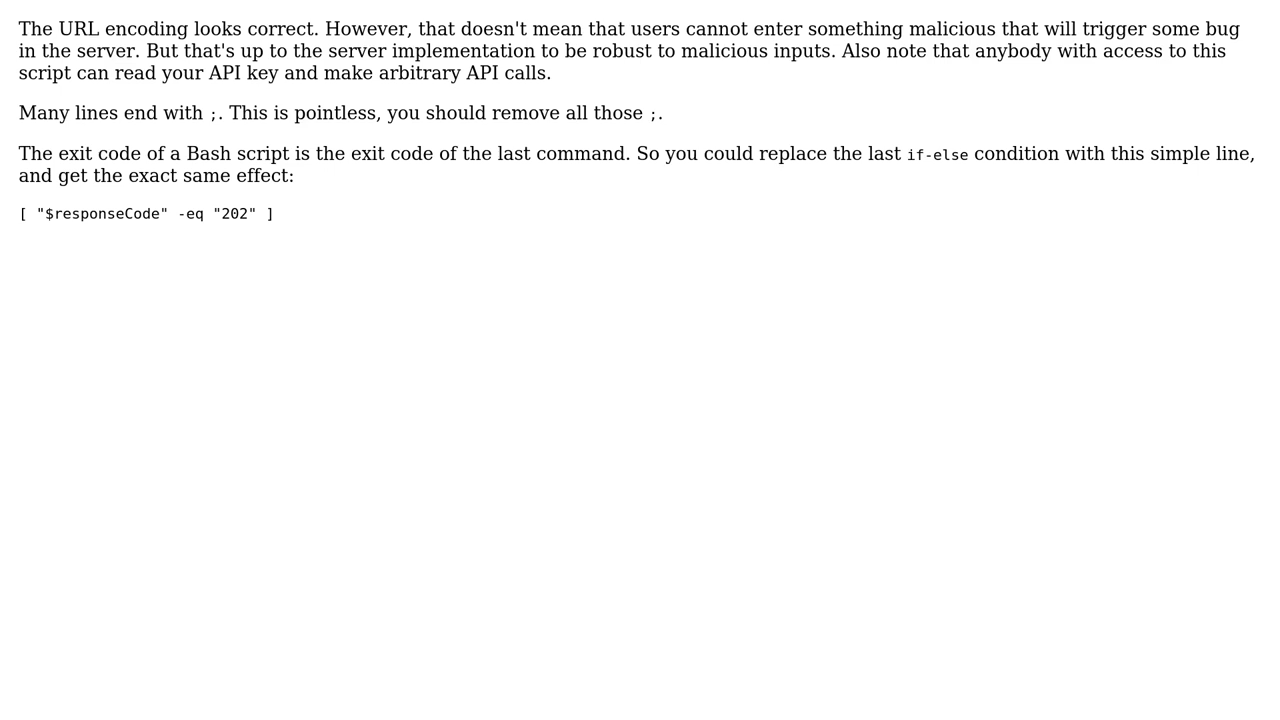 The URL encoding looks correct. However, that doesn't mean that users cannot enter something malicious that will trigger some bug
in the server. But that's up to the server implementation to be robust to malicious inputs. Also note that anybody with access to this
script can read your API key and make arbitrary API calls.
Many lines end with ;. This is pointless, you should remove all those ;.
The exit code of a Bash script is the exit code of the last command. So you could replace the last if-else condition with this simple line,
and get the exact same effect:
[ "$responseCode" -eq "202" ]